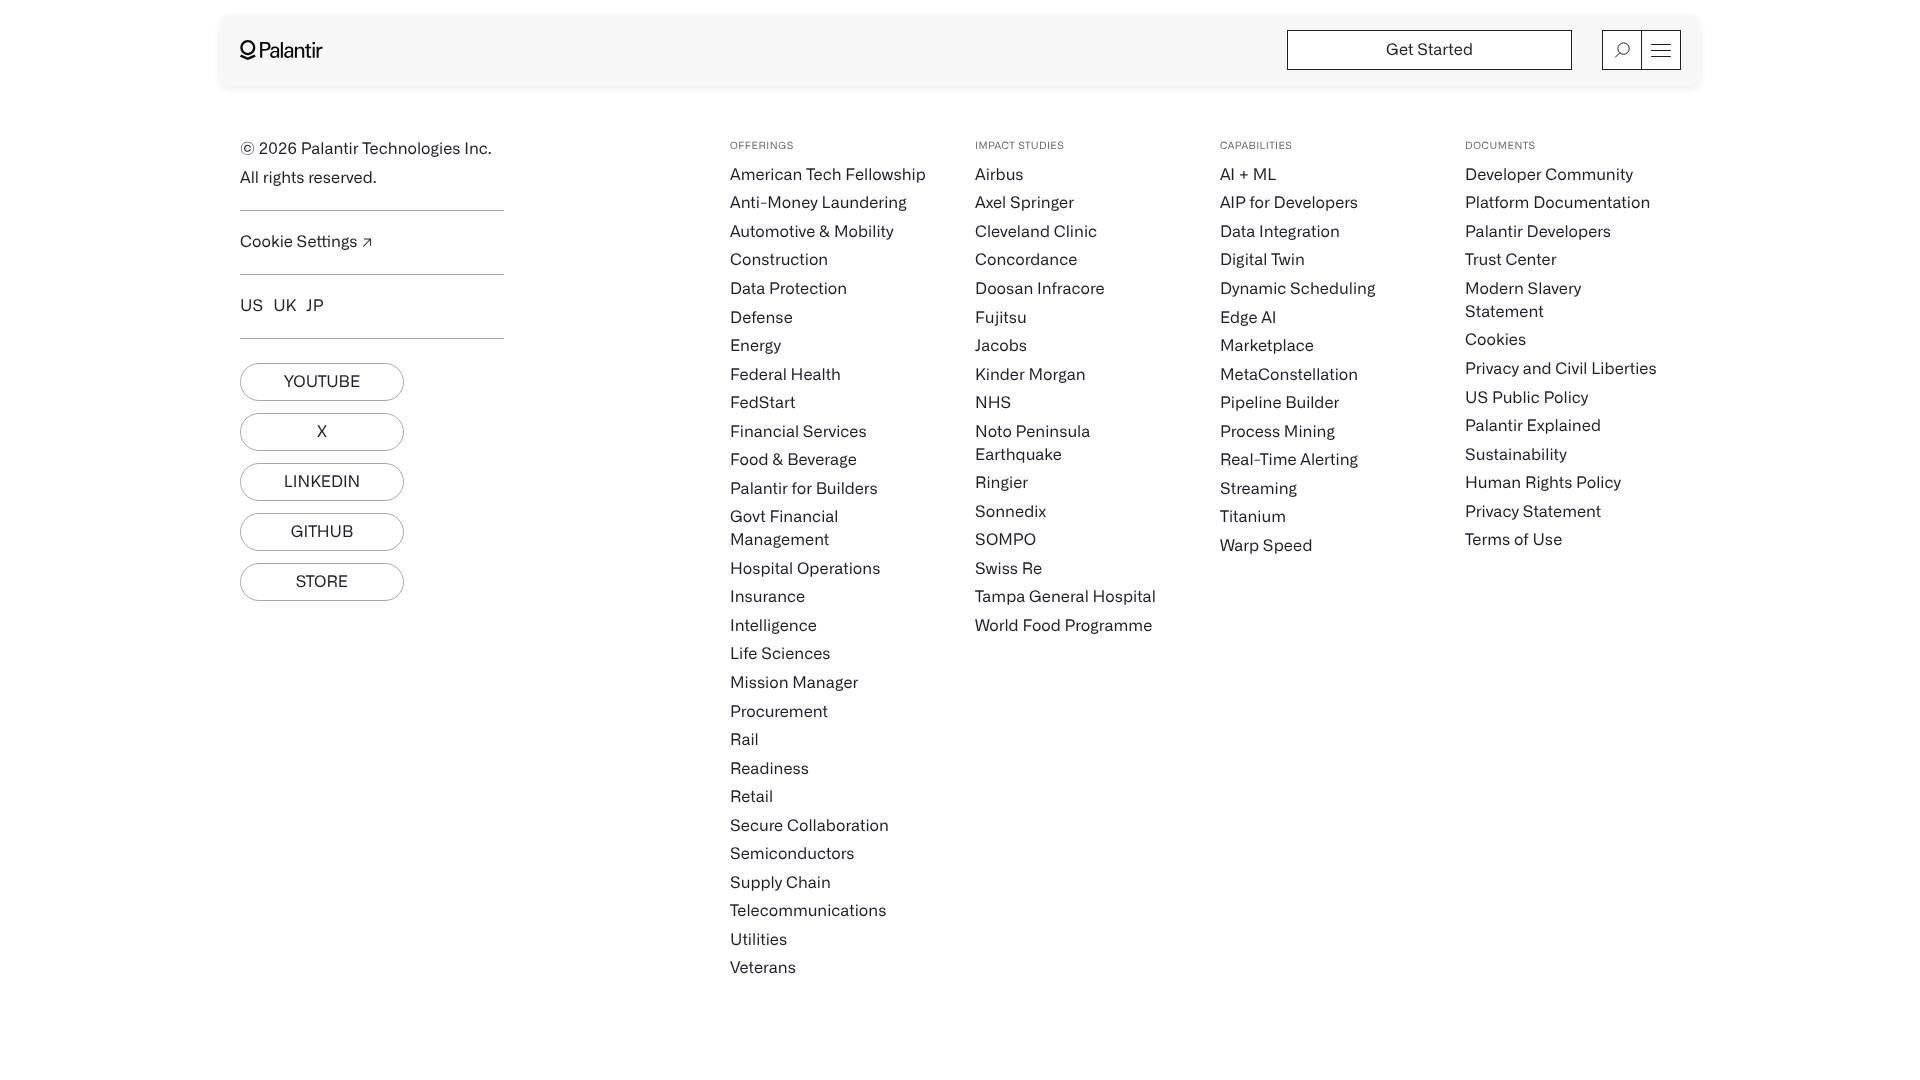 Palantir
Get Started
© 2026 Palantir Technologies Inc.
All rights reserved.
Cookie Settings ↗
US UK JP
YOUTUBE
X
LINKEDIN
GITHUB
STORE
OFFERINGS
American Tech Fellowship
Anti-Money Laundering
Automotive & Mobility
Construction
Data Protection
Defense
Energy
Federal Health
FedStart
Financial Services
Food & Beverage
Palantir for Builders
Govt Financial
Management
Hospital Operations
Insurance
Intelligence
Life Sciences
Mission Manager
Procurement
Rail
Readiness
Retail
Secure Collaboration
Semiconductors
Supply Chain
Telecommunications
Utilities
Veterans
IMPACT STUDIES
Airbus
Axel Springer
Cleveland Clinic
Concordance
Doosan Infracore
Fujitsu
Jacobs
Kinder Morgan
NHS
Noto Peninsula
Earthquake
Ringier
Sonnedix
SOMPO
Swiss Re
Tampa General Hospital
World Food Programme
CAPABILITIES
AI + ML
AIP for Developers
Data Integration
Digital Twin
Dynamic Scheduling
Edge AI
Marketplace
MetaConstellation
Pipeline Builder
Process Mining
Real-Time Alerting
Streaming
Titanium
Warp Speed
DOCUMENTS
Developer Community
Platform Documentation
Palantir Developers
Trust Center
Modern Slavery
Statement
Cookies
Privacy and Civil Liberties
US Public Policy
Palantir Explained
Sustainability
Human Rights Policy
Privacy Statement
Terms of Use